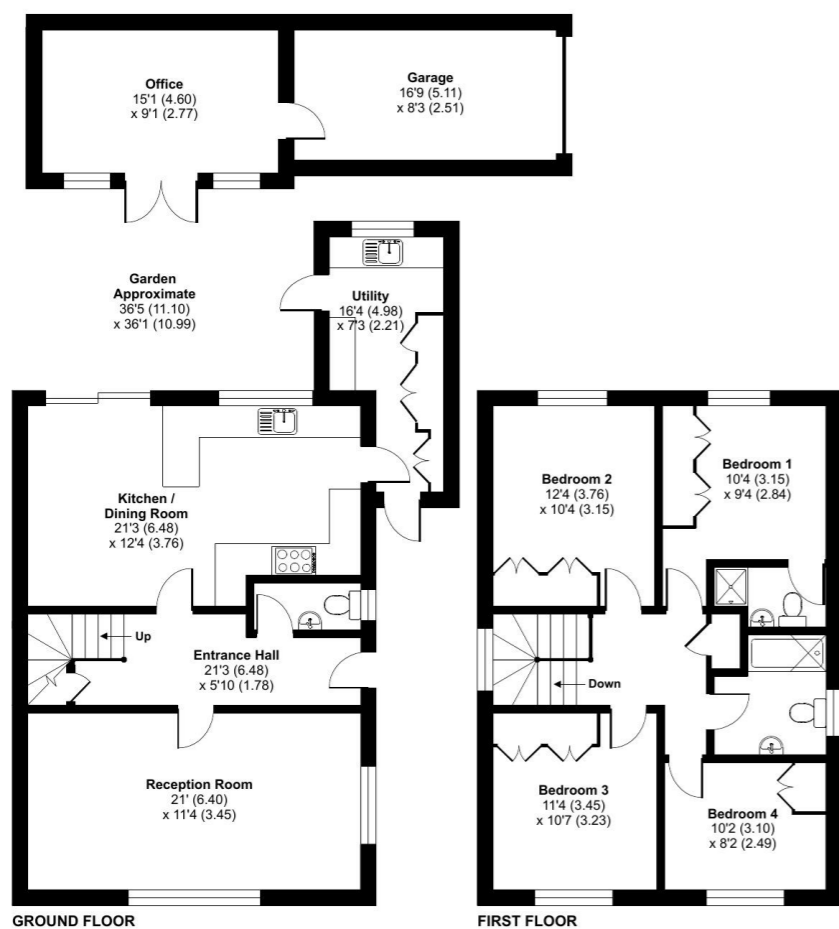 Office
15'1 (4.60)
x 9'1 (2.77)
Garage
16'9 (5.11)
x 8'3 (2.51)
Garden
Approximate
36'5 (11.10)
x 36'1 (10.99)
Utility
16'4 (4.98)
x 7'3 (2.21)
Kitchen /
Dining Room
21'3 (6.48)
x 12'4 (3.76)
Up
Entrance Hall
21'3 (6.48)
x 5'10 (1.78)
Reception Room
21' (6.40)
x 11'4 (3.45)
GROUND FLOOR
Bedroom 2
12'4 (3.76)
x 10'4 (3.15)
Bedroom 1
10'4 (3.15)
x 9'4 (2.84)
Down
Bedroom 3
11'4 (3.45)
x 10'7 (3.23)
Bedroom 4
10'2 (3.10)
x 8'2 (2.49)
FIRST FLOOR